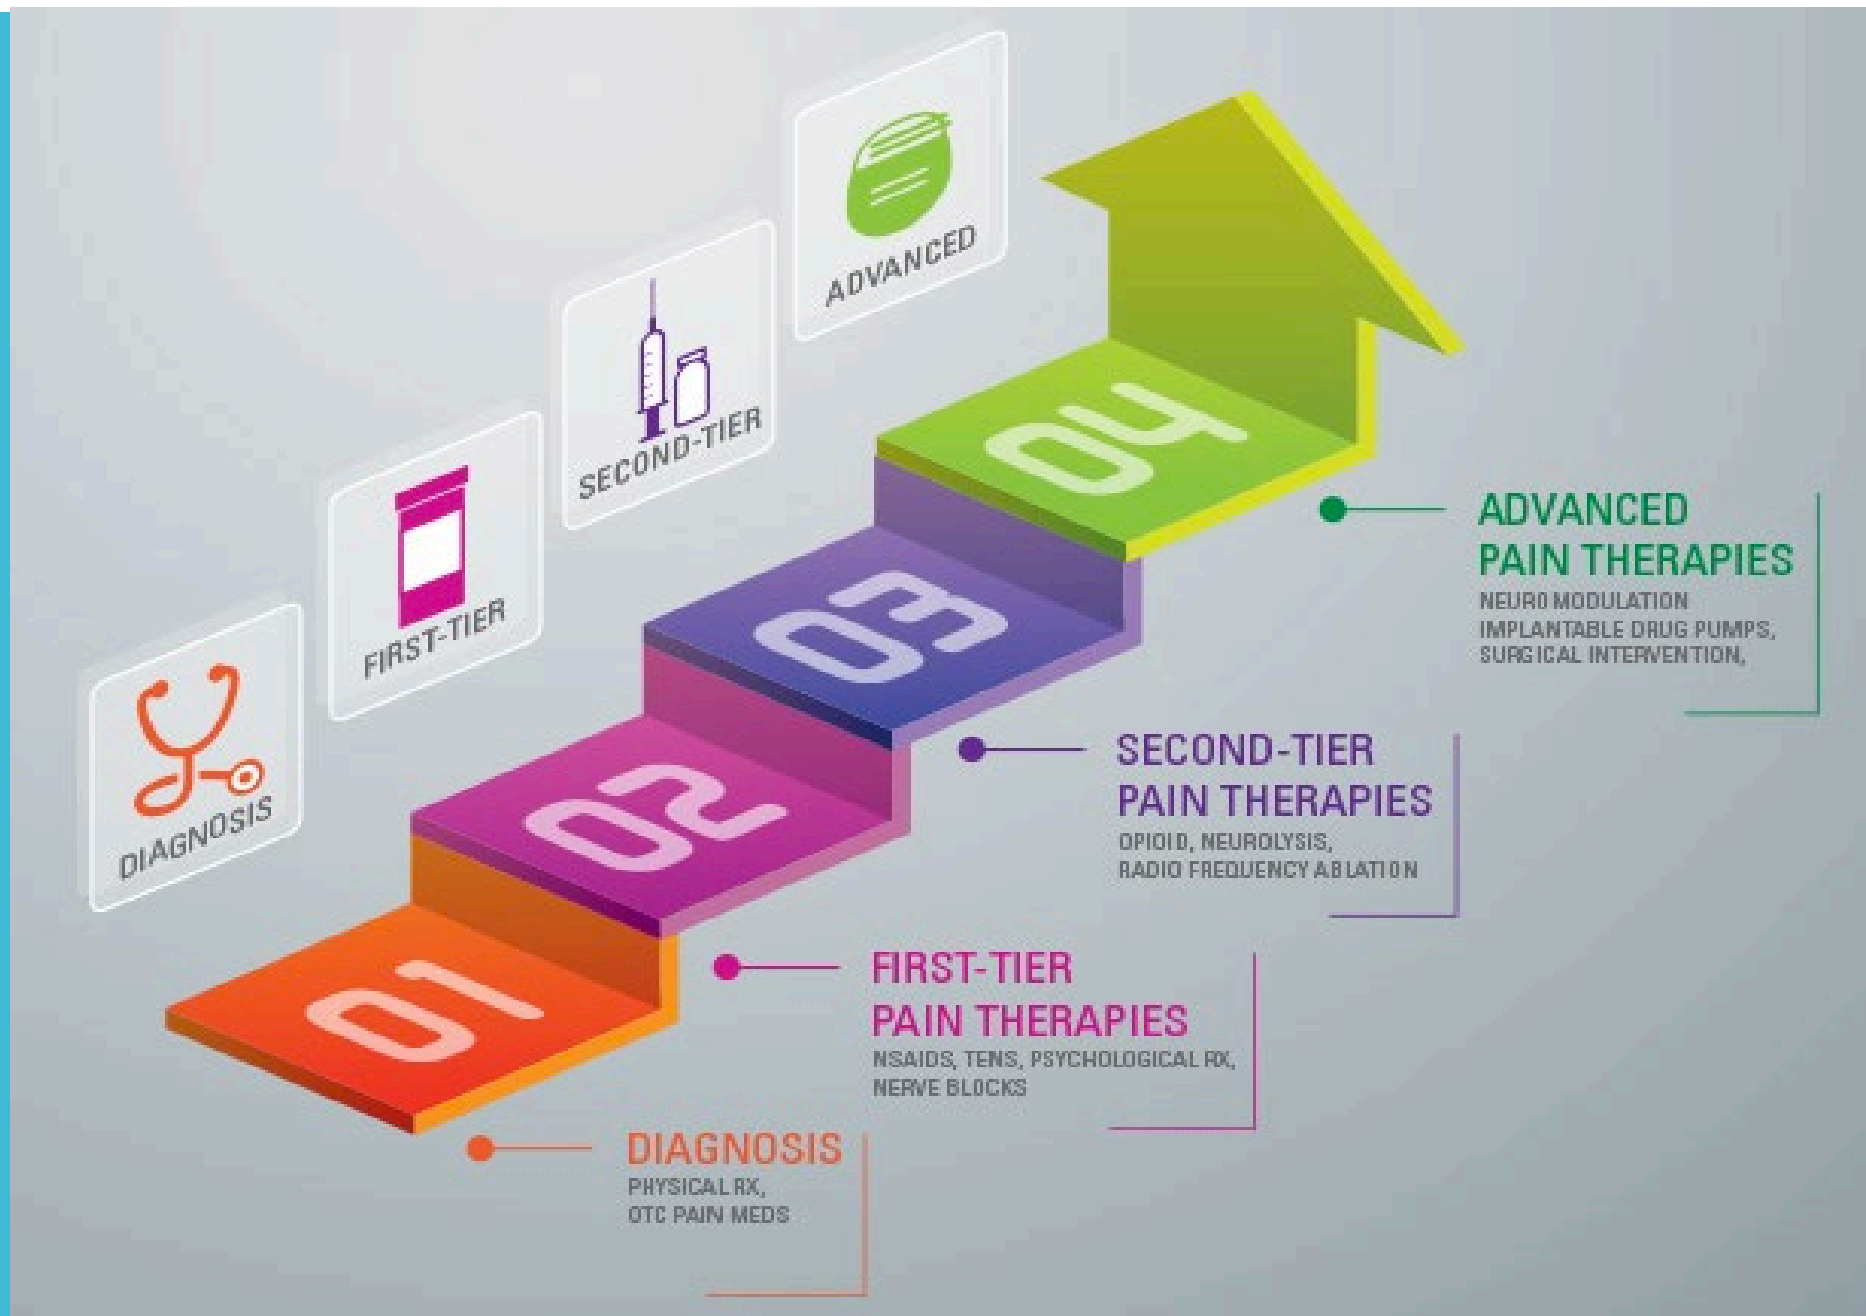 ADVANCED
SECOND-TIER
FIRST-TIER
DIAGNOSIS
04
ADVANCED
PAIN THERAPIES
NEURO MODULATION
IMPLANTABLE DRUG PUMPS,
SURGICAL INTERVENTION,
03
SECOND-TIER
PAIN THERAPIES
OPIOID, NEUROLYSIS,
RADIO FREQUENCY ABLATION
02
FIRST-TIER
PAIN THERAPIES
NSAIDS, TENS, PSYCHOLOGICAL RX,
NERVE BLOCKS
01
DIAGNOSIS
PHYSICAL RX,
OTC PAIN MEDS